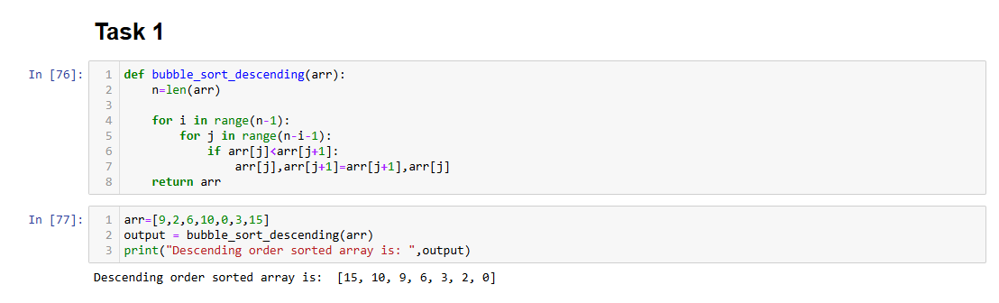 Task 1
In [76]:
1 def bubble_sort_descending(arr):
2     n=len(arr)
3
4     for i in range(n-1):
5         for j in range(n-i-1):
6             if arr[j]<arr[j+1]:
7                 arr[j],arr[j+1]=arr[j+1],arr[j]
8     return arr
In [77]:
1 arr=[9,2,6,10,0,3,15]
2 output = bubble_sort_descending(arr)
3 print("Descending order sorted array is: ",output)
Descending order sorted array is:  [15, 10, 9, 6, 3, 2, 0]